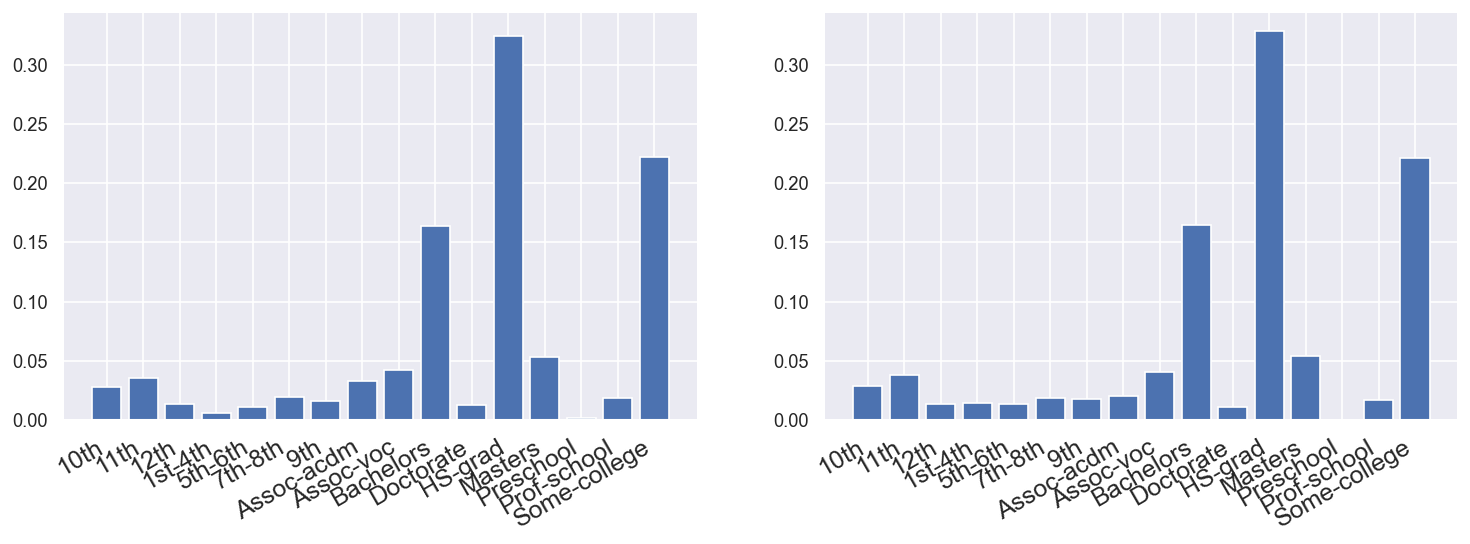 0.30
0.25
0.20
0.15
0.10
0.05
0.00
10th
11th
12th
1st-4th
5th-6th
7th-8th
9th
Assoc-acdm
Assoc-voc
Bachelors
Doctorate
HS-grad
Masters
Preschool
Prof-school
Some-college
0.30
0.25
0.20
0.15
0.10
0.05
0.00
10th
11th
12th
1st-4th
5th-6th
7th-8th
9th
Assoc-acdm
Assoc-voc
Bachelors
Doctorate
HS-grad
Masters
Preschool
Prof-school
Some-college